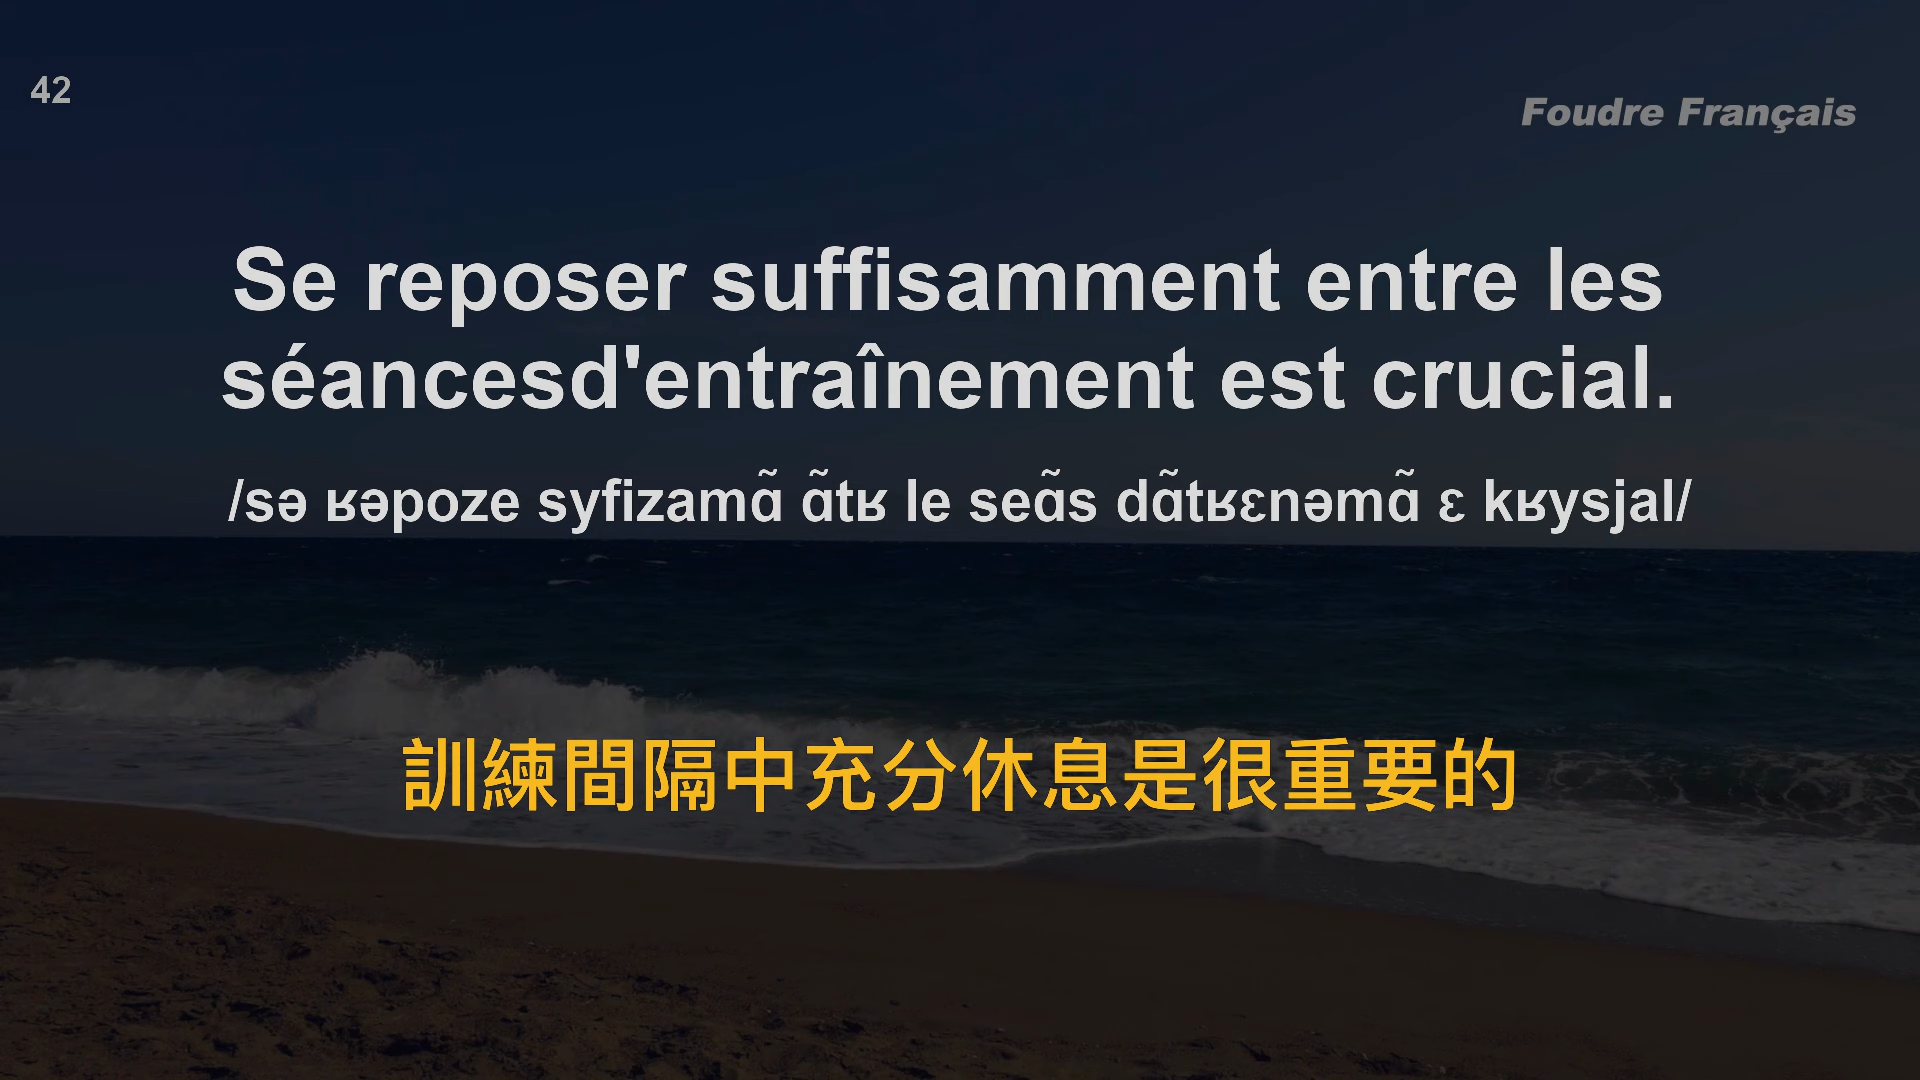 42
Foudre Français
Se reposer suffisamment entre les
séancesd'entraînement est crucial.
/sə ʁəpoze syfizamɑ̃ ɑ̃tʁ le seɑ̃s dɑ̃tʁɛnəmɑ̃ ɛ kʁysjal/
訓練間隔中充分休息是很重要的